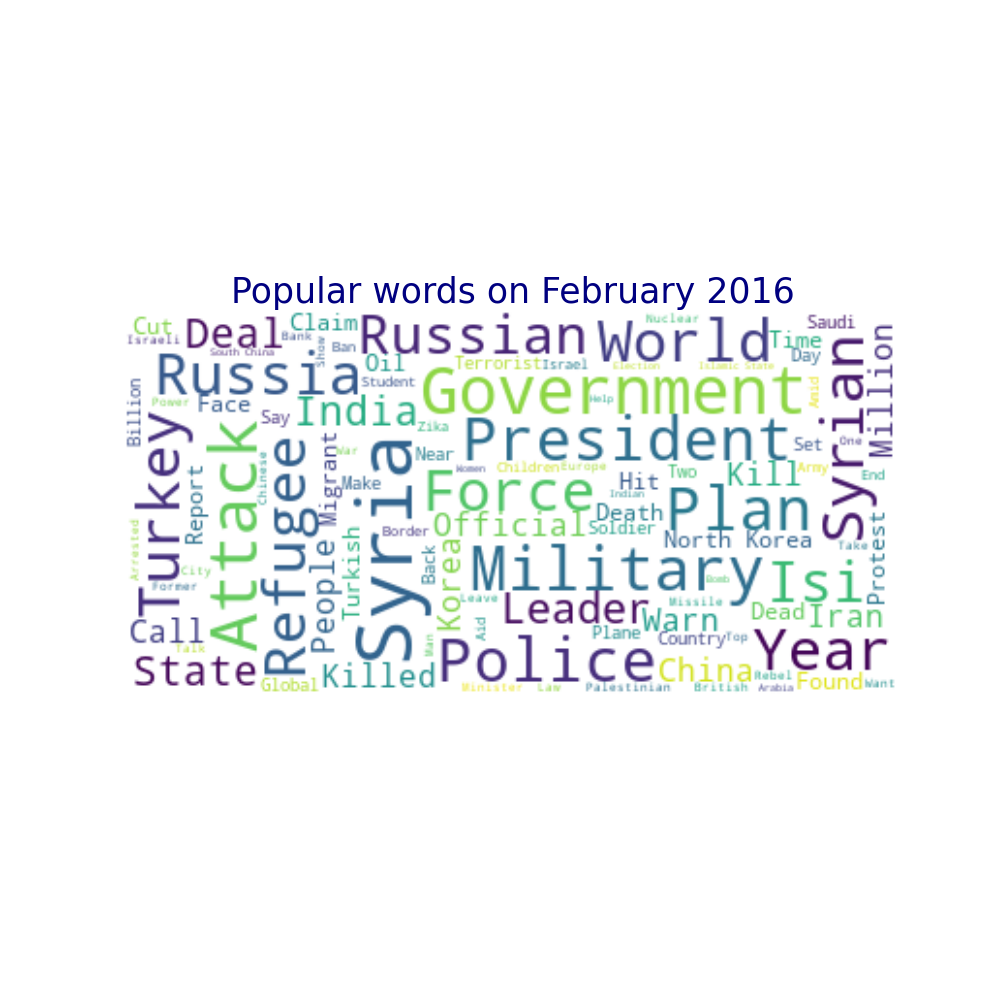 Popular words on February 2016
Cut
Israeli
Deal
Claim
Bank
South China
Show
Ban
Russian
World
Nuclear
Time
Saudi
Day
Million
Russia
Oil
Student
Terrorist
Israel
Election
Islamic State
Amid
Syrian
Billion
Power
Face
Say
India
Zika
Government
Help
President
Set
One
Turkey
Attack
Chinese
Refugee
Migrant
War
Make
Syria
Near
Women
Children
Europe
Hit
Indian
Two
Kill
Army
End
Report
Force
Death
Plan
Official
Soldier
North Korea
Take
Protest
Arrested
City
Former
People
Turkish
Border
Back
Korea
Military
Bomb
Isi
Leave
Leader
Missile
Warn
Dead
Iran
Call
Talk
Man
Aid
Plane
Country
Top
Police
Year
State
Global
Killed
China
Rebel
Found
Want
Minister
Law
Palestinian
British
Arabia